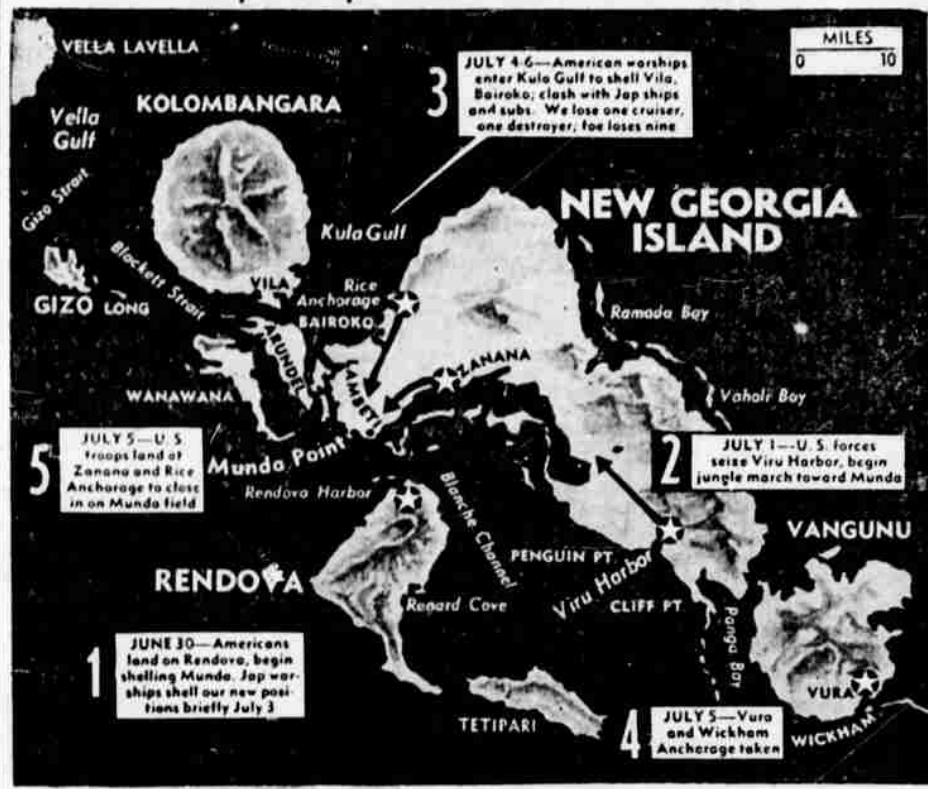 VELLA LAVELLA
MILES
0 10
3
JULY 4-6—American warships
enter Kula Gulf to shell Vila,
Bairoko; clash with Jap ships
and subs. We lose one cruiser,
one destroyer, foe loses nine
KOLOMBANGARA
Vella
Gulf
Gizo Strait
Kula Gulf
NEW GEORGIA
ISLAND
Blackett Strait
VILA
Rice
Anchorage
BAIROKO
GIZO LONG
Ramada Bay
ARUNDEL
LAMBETI
ZANANA
WANAWANA
Vahole Bay
5
JULY 5—U.S.
troops land at
Zanana and Rice
Anchorage to close
in on Munda field
Munda Point
2
JULY 1—U.S. forces
seize Viru Harbor, begin
jungle march toward Munda
Rendova Harbor
Blanche Channel
VANGUNU
PENGUIN PT.
Viru Harbor
RENDOVA
Renard Cove
CLIFF PT.
Panga Bay
1
JUNE 30—Americans
land on Rendova, begin
shelling Munda. Jap war-
ships shell our new posi-
tions briefly July 3
VURA
TETIPARI
4
JULY 5—Vura
and Wickham
Anchorage taken
WICKHAM